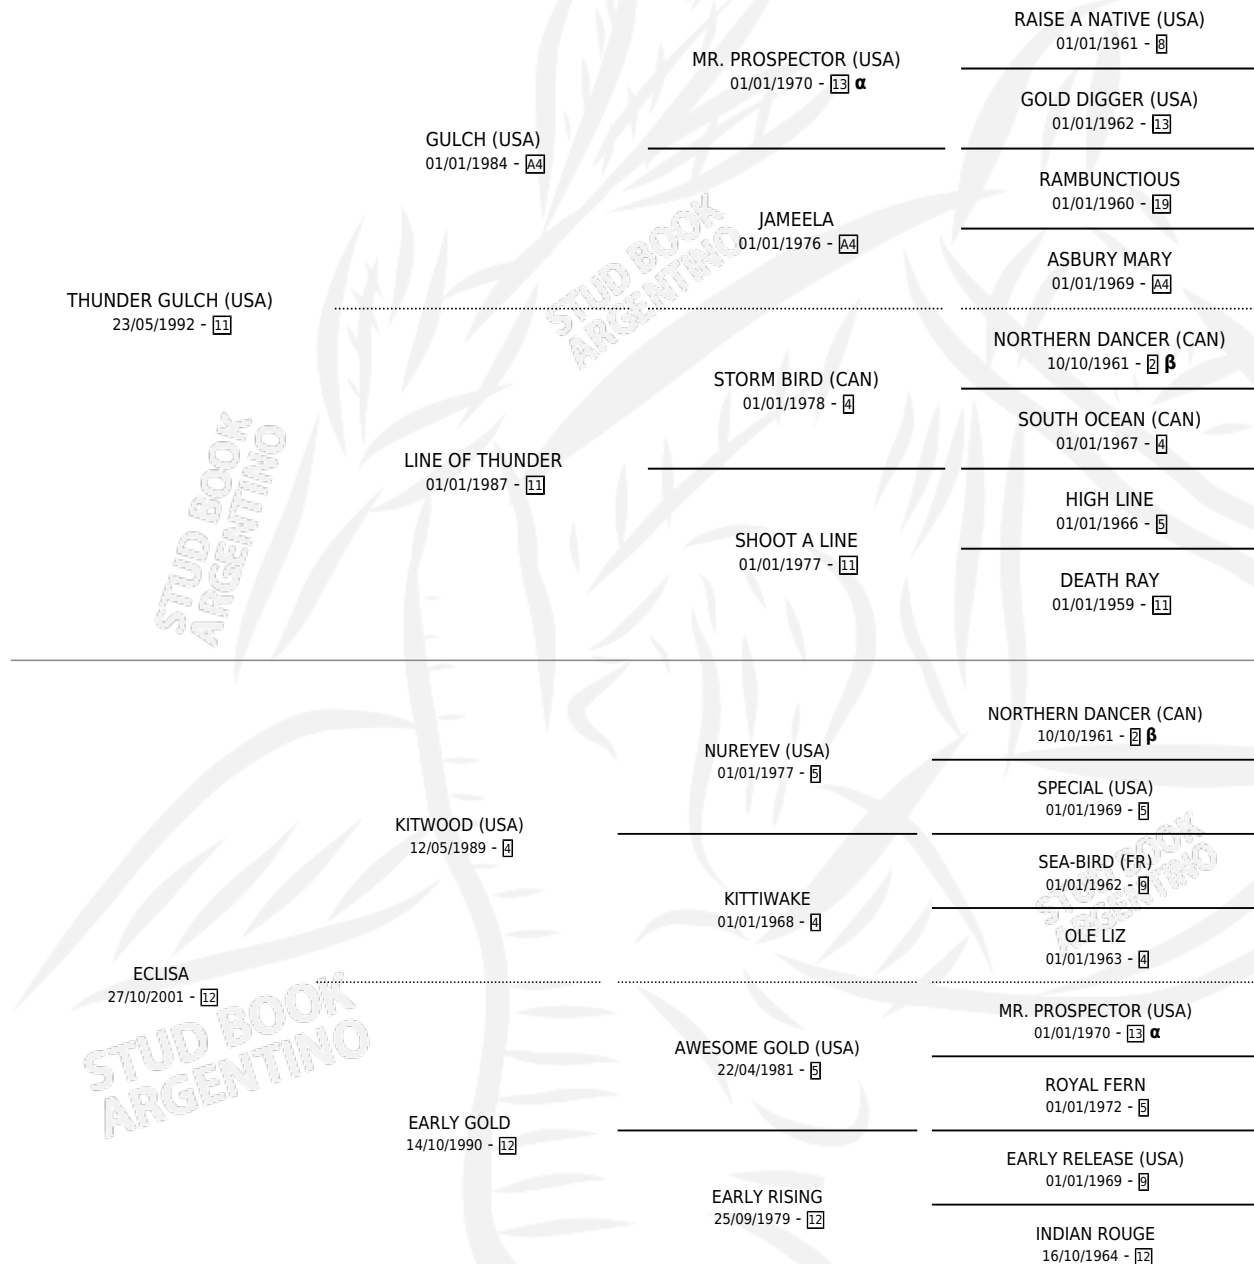 RAISE A NATIVE (USA)
01/01/1961 - 8
MR. PROSPECTOR (USA)
01/01/1970 - 13 α
GOLD DIGGER (USA)
01/01/1962 - 13
GULCH (USA)
01/01/1984 - A4
RAMBUNCTIOUS
01/01/1960 - 19
JAMEELA
01/01/1976 - A4
ASBURY MARY
01/01/1969 - A4
THUNDER GULCH (USA)
23/05/1992 - 11
NORTHERN DANCER (CAN)
10/10/1961 - 2 β
STORM BIRD (CAN)
01/01/1978 - 4
SOUTH OCEAN (CAN)
01/01/1967 - 4
LINE OF THUNDER
01/01/1987 - 11
HIGH LINE
01/01/1966 - 5
SHOOT A LINE
01/01/1977 - 11
DEATH RAY
01/01/1959 - 11
NORTHERN DANCER (CAN)
10/10/1961 - 2 β
NUREYEV (USA)
01/01/1977 - 5
SPECIAL (USA)
01/01/1969 - 5
KITWOOD (USA)
12/05/1989 - 4
SEA-BIRD (FR)
01/01/1962 - 9
KITTIWAKE
01/01/1968 - 4
OLE LIZ
01/01/1963 - 4
ECLISA
27/10/2001 - 12
MR. PROSPECTOR (USA)
01/01/1970 - 13 α
AWESOME GOLD (USA)
22/04/1981 - 5
ROYAL FERN
01/01/1972 - 5
EARLY GOLD
14/10/1990 - 12
EARLY RELEASE (USA)
01/01/1969 - 9
EARLY RISING
25/09/1979 - 12
INDIAN ROUGE
16/10/1964 - 12
STUD BOOK
ARGENTINO
STUD BOOK
ARGENTINO
STUD BOOK
ARGENTINO
STUD BOOK
ARGENTINO